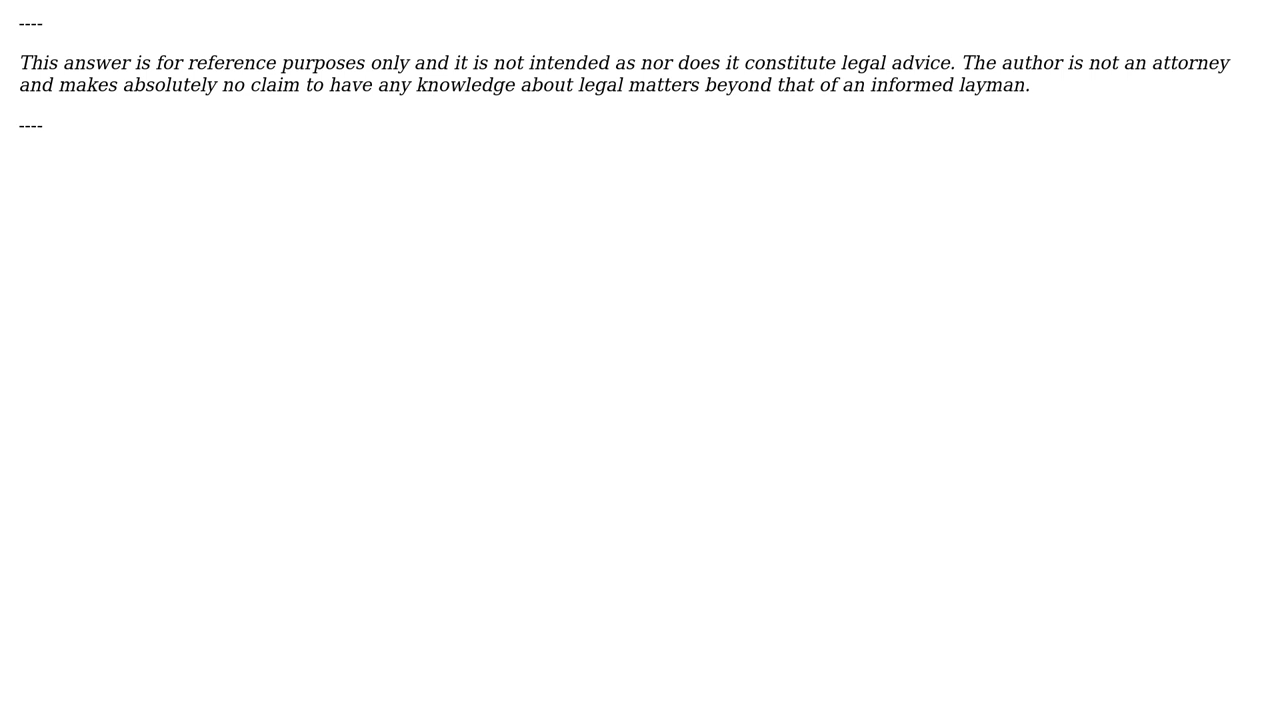 ----
This answer is for reference purposes only and it is not intended as nor does it constitute legal advice. The author is not an attorney
and makes absolutely no claim to have any knowledge about legal matters beyond that of an informed layman.
----